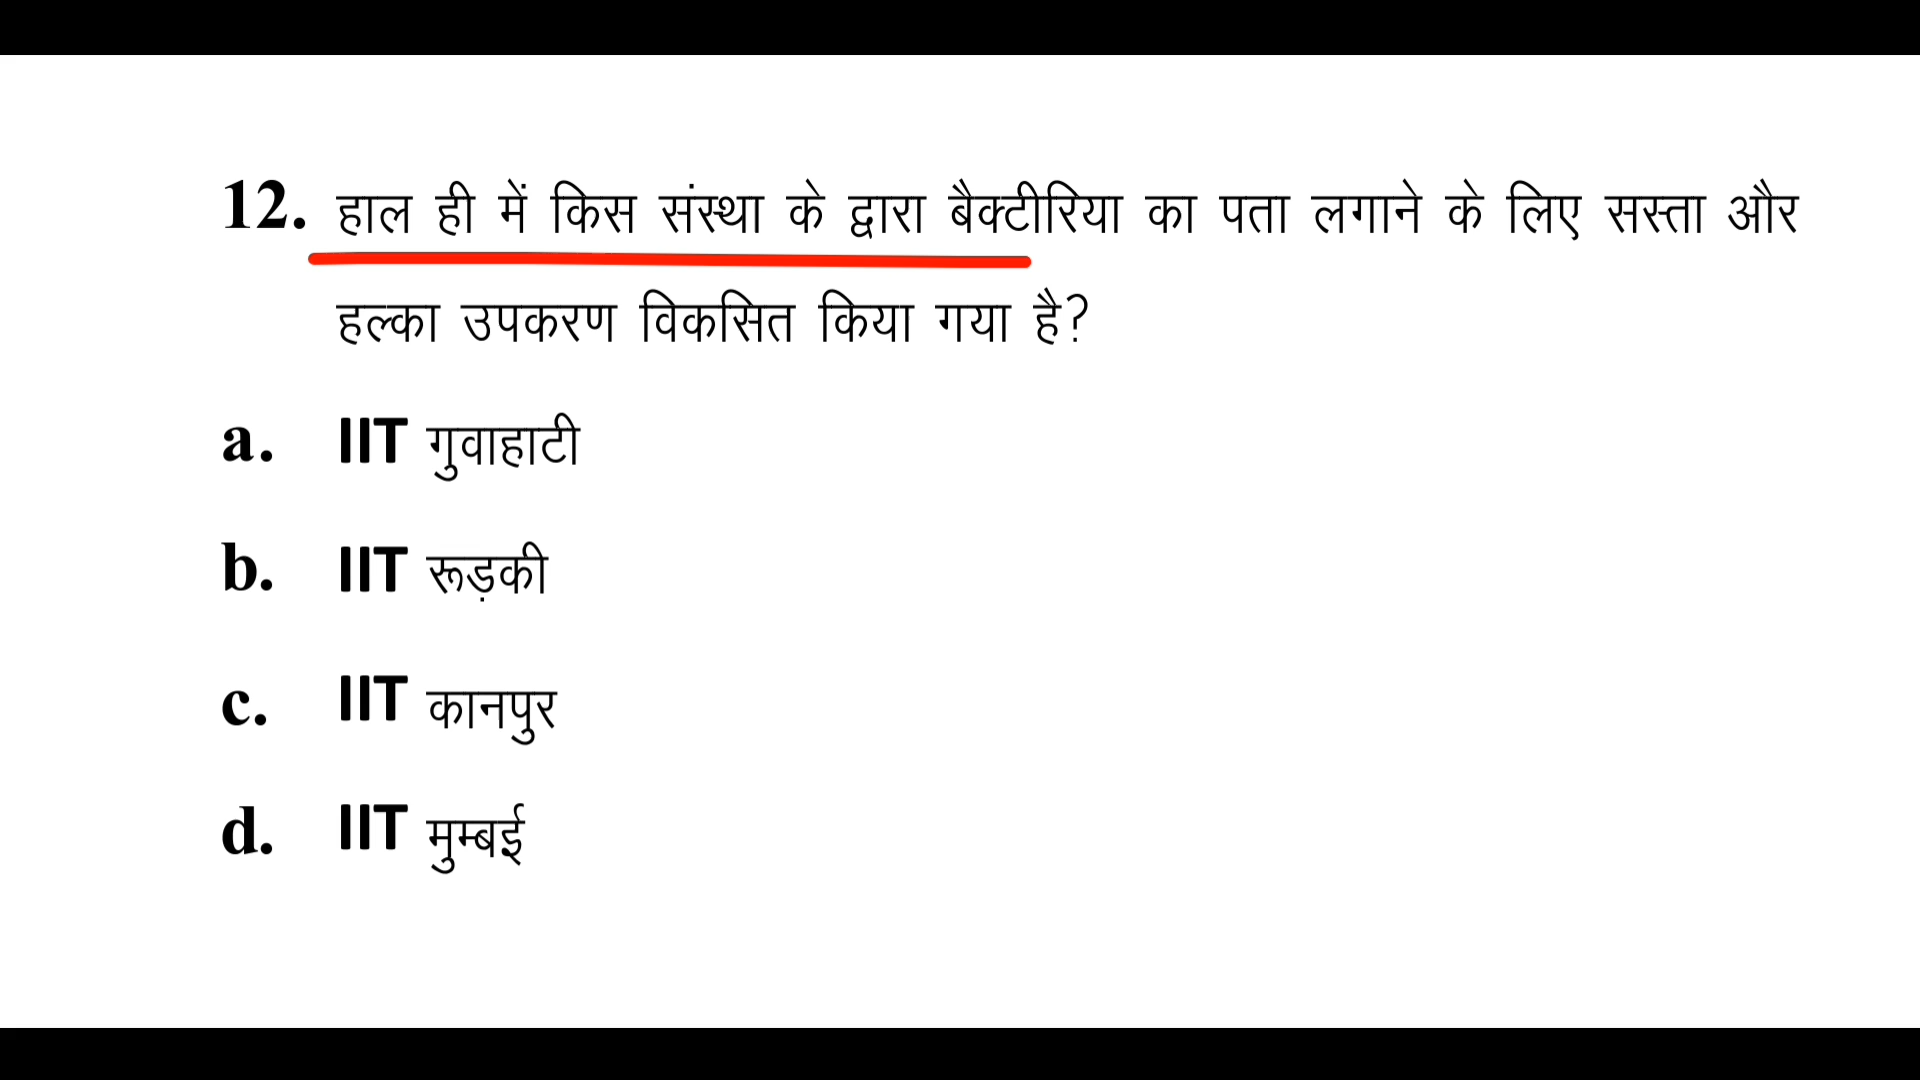 12. हाल ही में किस संस्था के द्वारा बैक्टीरिया का पता लगाने के लिए सस्ता और
हल्का उपकरण विकसित किया गया है?
a. IIT गुवाहाटी
b. IIT रूड़की
c. IIT कानपुर
d. IIT मुम्बई